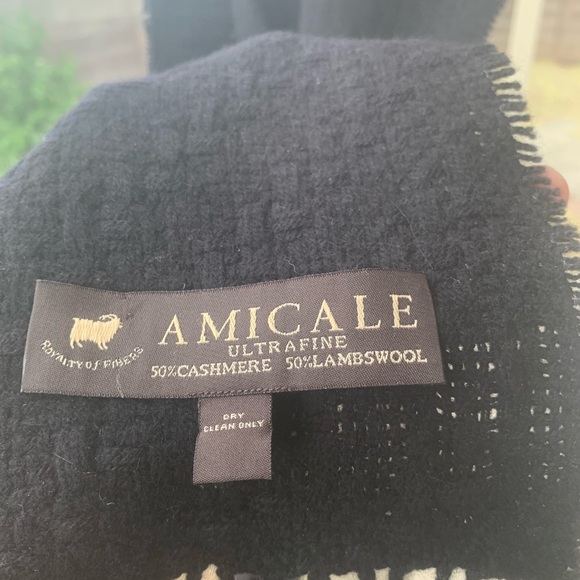 AMICALE
ULTRAFINE
50%CASHMERE 50%LAMBSWOOL
ROYALTY OF FIBERS
DRY
CLEAN ONLY